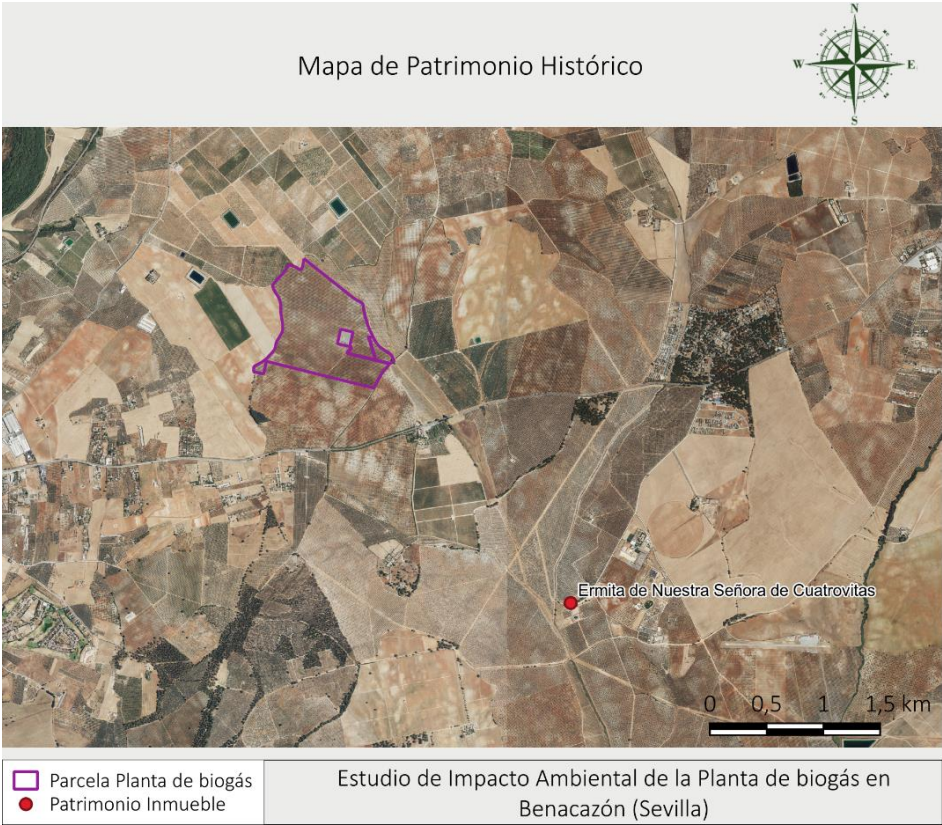 N
Mapa de Patrimonio Histórico
W
E
S
Ermita de Nuestra Señora de Cuatrovitas
0 0,5 1 1,5 km
Parcela Planta de biogás
Patrimonio Inmueble
Estudio de Impacto Ambiental de la Planta de biogás en
Benacazón (Sevilla)